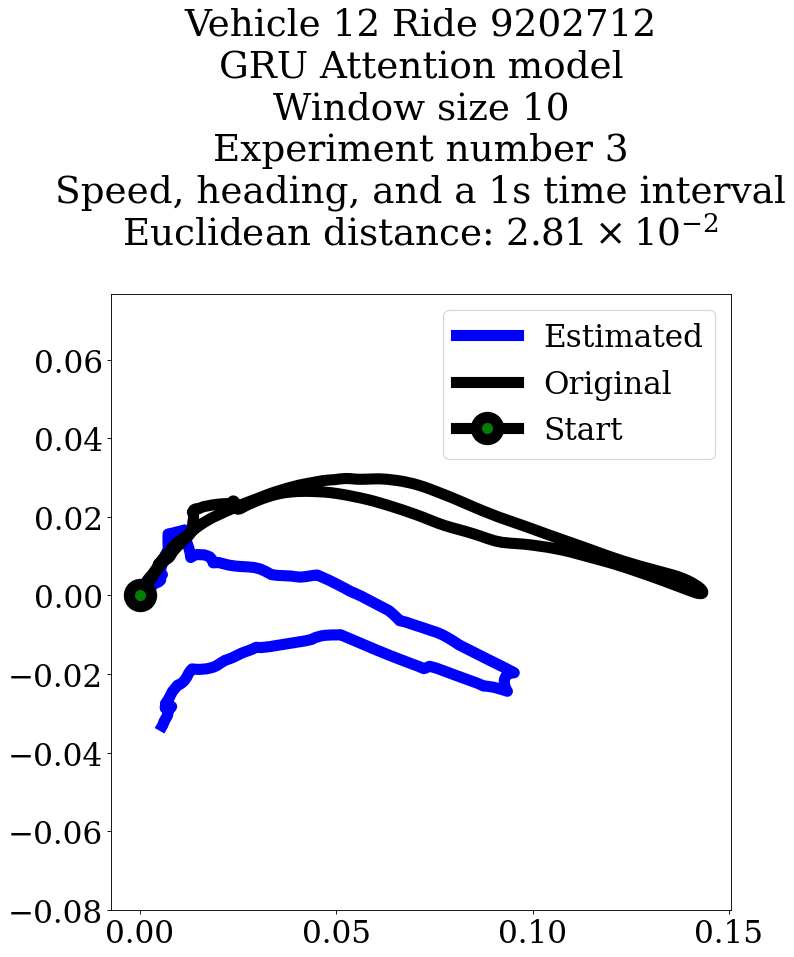 Vehicle 12 Ride 9202712
GRU Attention model
Window size 10
Experiment number 3
Speed, heading, and a 1s time interval
Euclidean distance: 2.81 × 10⁻²
Estimated
Original
Start
0.06
0.04
0.02
0.00
−0.02
−0.04
−0.06
−0.08
0.00 0.05 0.10 0.15